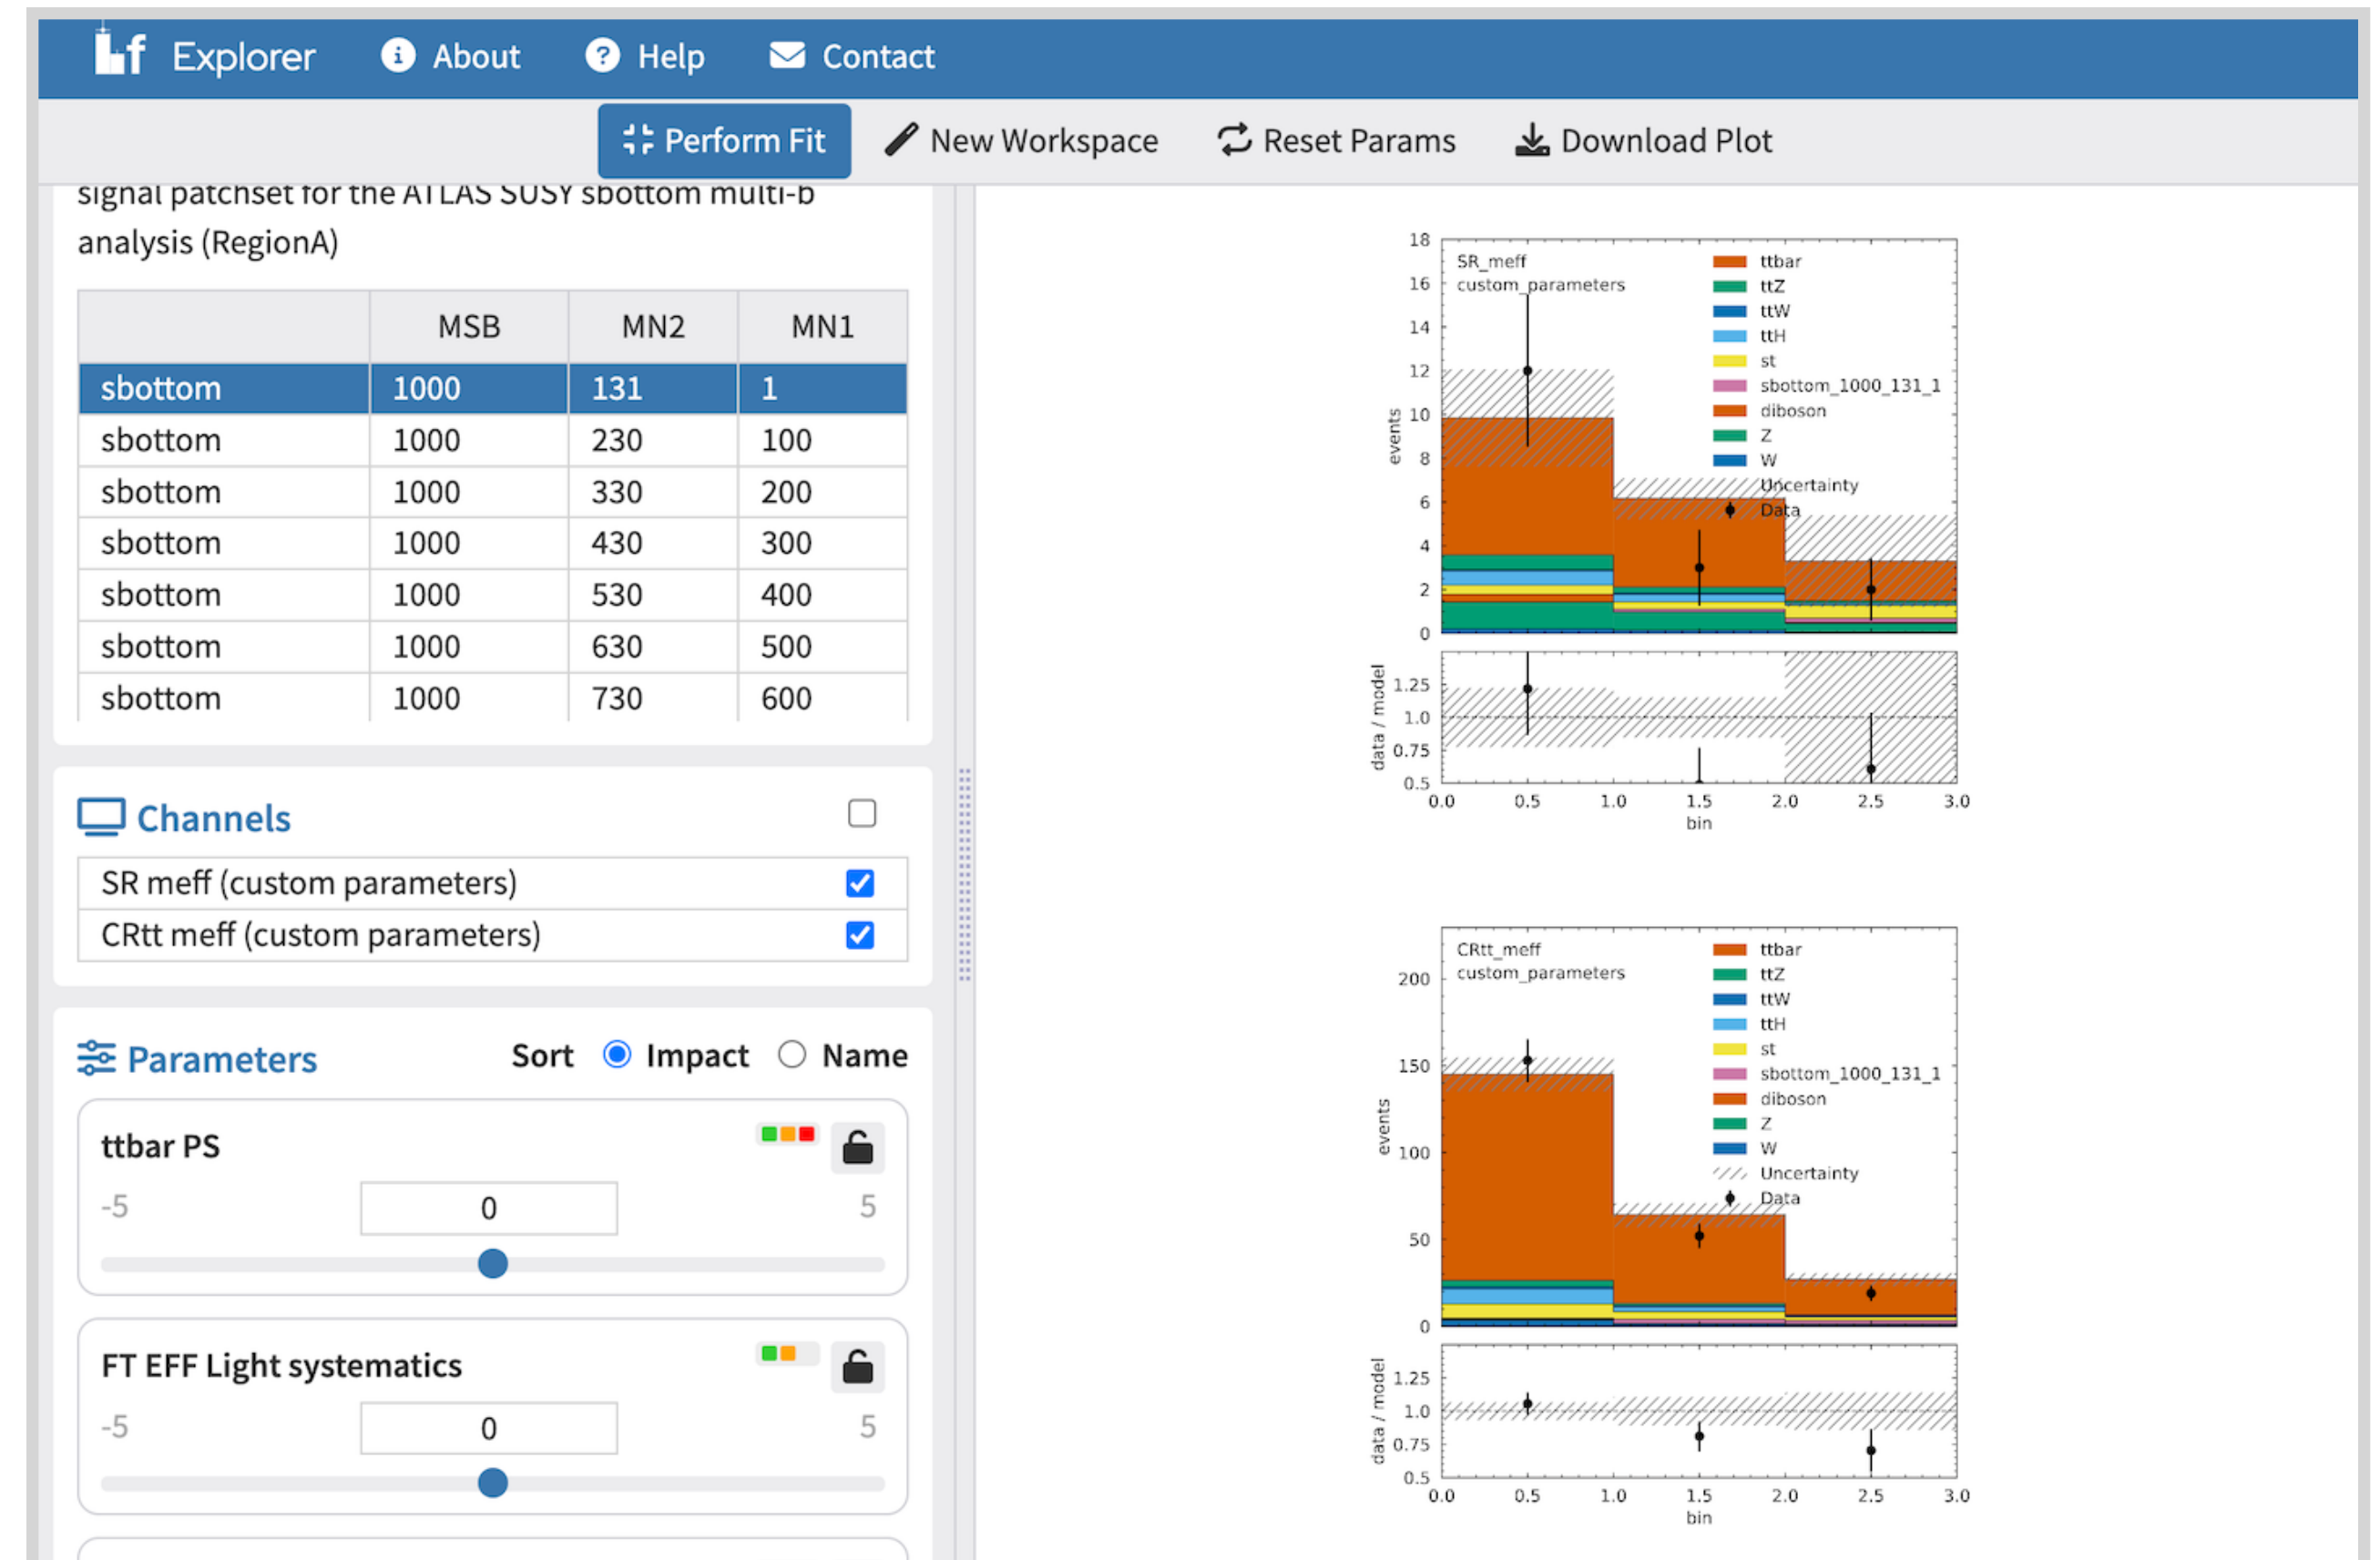 Lf Explorer About Help Contact
Perform Fit New Workspace Reset Params Download Plot
signal patchset for the ATLAS SUSY sbottom multi-b
analysis (RegionA)
MSB MN2 MN1
sbottom 1000 131 1
sbottom 1000 230 100
sbottom 1000 330 200
sbottom 1000 430 300
sbottom 1000 530 400
sbottom 1000 630 500
sbottom 1000 730 600
Channels
SR meff (custom parameters)
CRtt meff (custom parameters)
Parameters Sort Impact Name
ttbar PS
-5 0 5
FT EFF Light systematics
-5 0 5
SR_meff
custom_parameters
ttbar
ttZ
ttW
ttH
st
sbottom_1000_131_1
diboson
Z
W
Uncertainty
Data
events
18
16
14
12
10
8
6
4
2
0
data / model
1.25
1.0
0.75
0.5
0.0 0.5 1.0 1.5 2.0 2.5 3.0
bin
CRtt_meff
custom_parameters
ttbar
ttZ
ttW
ttH
st
sbottom_1000_131_1
diboson
Z
W
Uncertainty
Data
events
200
150
100
50
0
data / model
1.25
1.0
0.75
0.5
0.0 0.5 1.0 1.5 2.0 2.5 3.0
bin